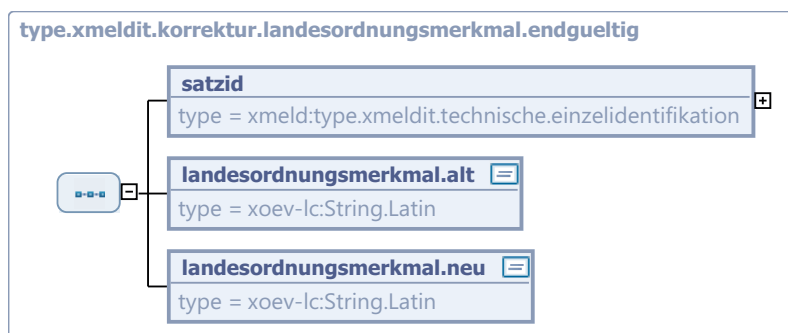 type.xmeldit.korrektur.landesordnungsmerkmal.endgueltig
satzid
type = xmeld:type.xmeldit.technische.einzelidentifikation
landesordnungsmerkmal.alt
type = xoev-lc:String.Latin
landesordnungsmerkmal.neu
type = xoev-lc:String.Latin